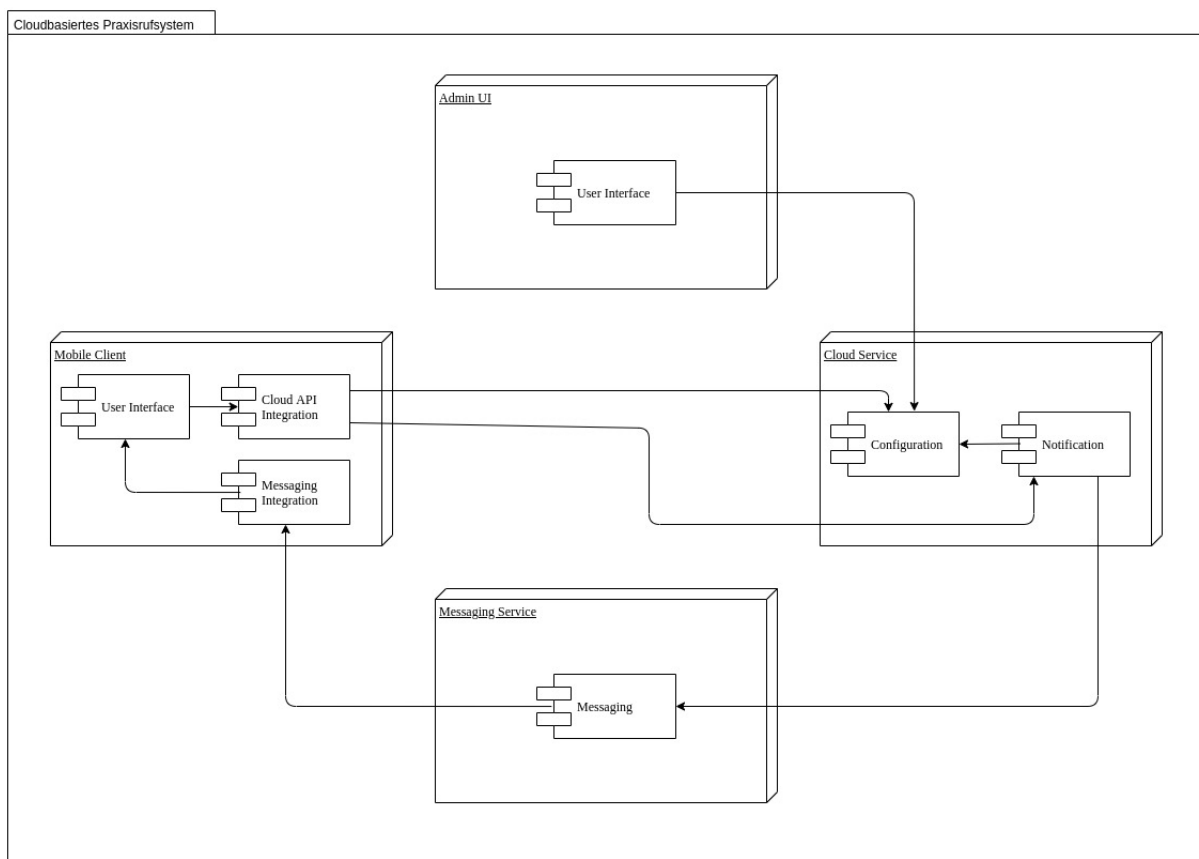 Cloudbasiertes Praxisrufsystem
Admin UI
User Interface
Mobile Client
User Interface
Cloud API
Integration
Messaging
Integration
Cloud Service
Configuration
Notification
Messaging Service
Messaging